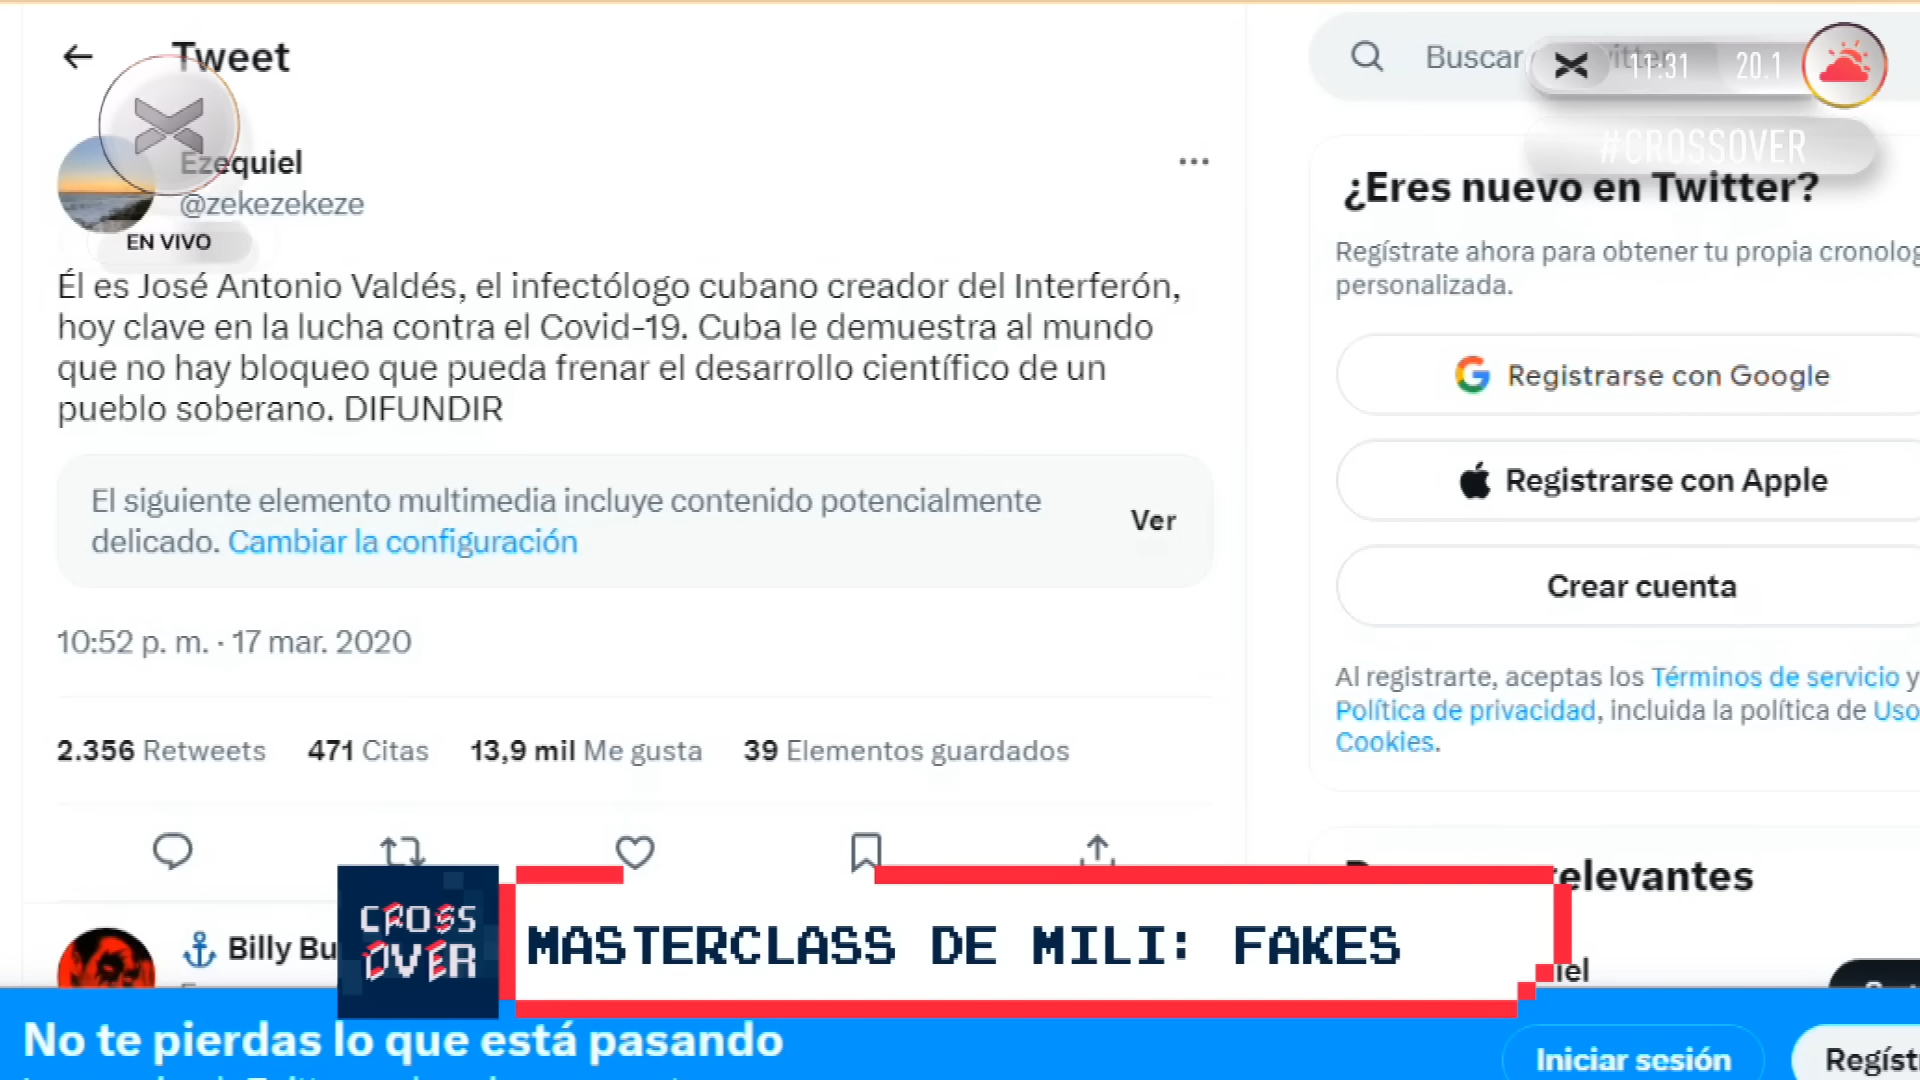 Tweet
Buscar
11:31 20.1
#CROSSOVER
Ezequiel
@zekezekeze
EN VIVO
Él es José Antonio Valdés, el infectólogo cubano creador del Interferón,
hoy clave en la lucha contra el Covid-19. Cuba le demuestra al mundo
que no hay bloqueo que pueda frenar el desarrollo científico de un
pueblo soberano. DIFUNDIR
El siguiente elemento multimedia incluye contenido potencialmente
delicado. Cambiar la configuración
Ver
10:52 p. m. · 17 mar. 2020
2.356 Retweets 471 Citas 13,9 mil Me gusta 39 Elementos guardados
¿Eres nuevo en Twitter?
Regístrate ahora para obtener tu propia cronolog
personalizada.
Registrarse con Google
Registrarse con Apple
Crear cuenta
Al registrarte, aceptas los Términos de servicio y
Política de privacidad, incluida la política de Uso
Cookies.
elevantes
iel
Billy Bu
CROSS
OVER
MASTERCLASS DE MILI: FAKES
No te pierdas lo que está pasando
Iniciar sesión
Regístr